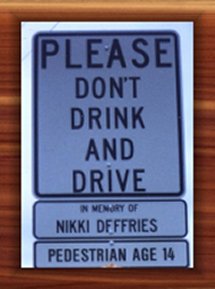 PLEASE
DON'T
DRINK
AND
DRIVE
IN MEMORY OF
NIKKI DEFFRIES
PEDESTRIAN AGE 14